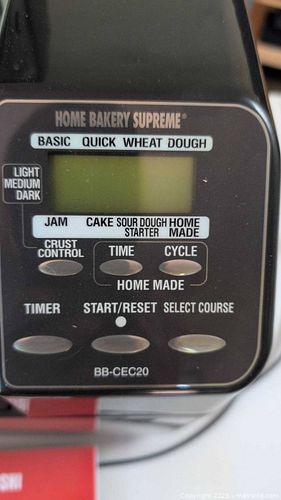 HOME BAKERY SUPREME®
BASIC QUICK WHEAT DOUGH
LIGHT
MEDIUM
DARK
JAM CAKE SOUR DOUGH STARTER HOME MADE
CRUST CONTROL
TIME
CYCLE
HOME MADE
TIMER
START/RESET
SELECT COURSE
BB-CEC20
SHI